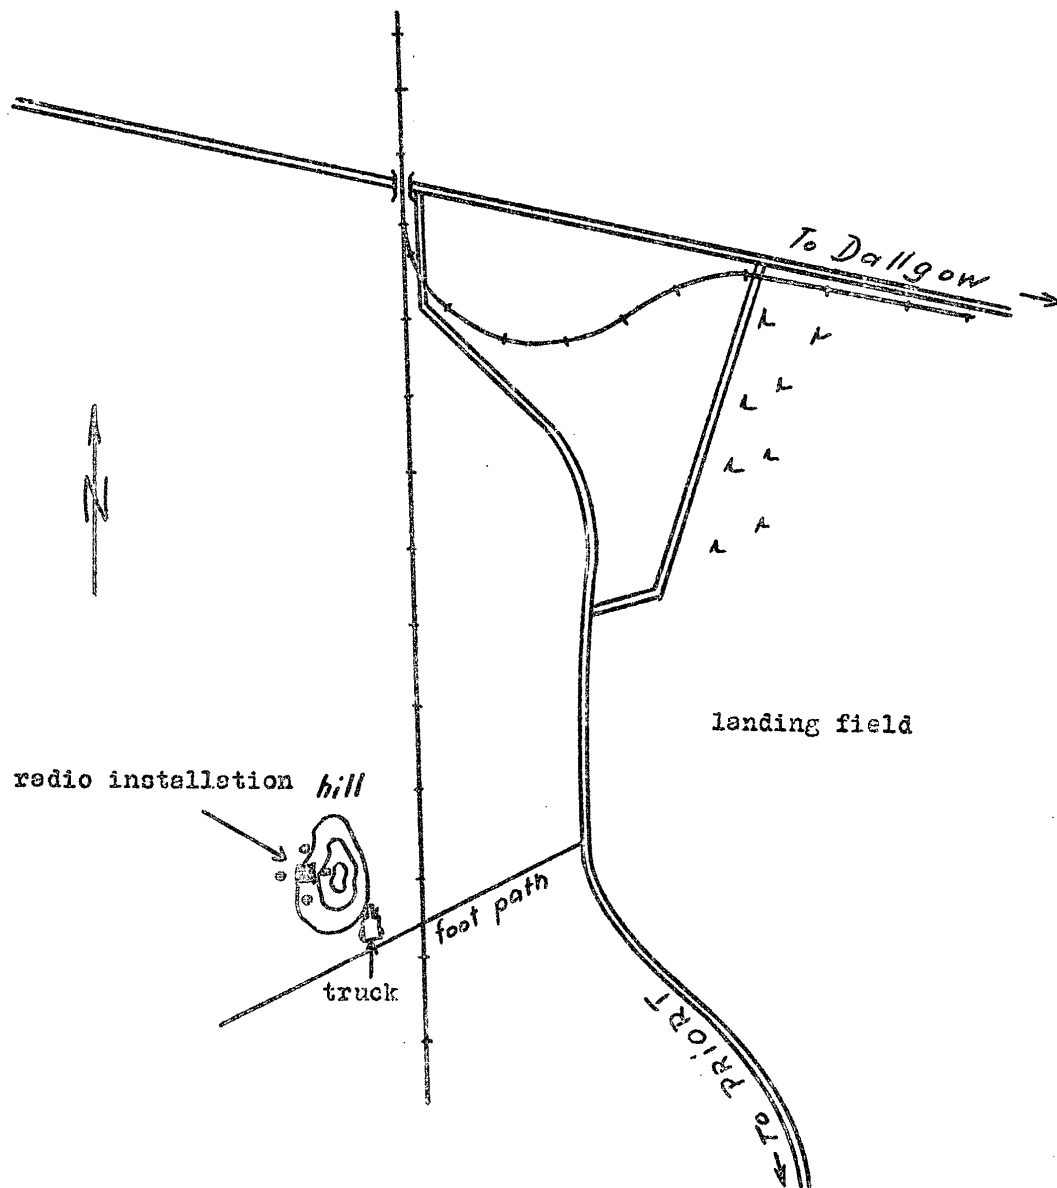 To Dallgow
N
landing field
radio installation
hill
foot path
truck
To PRIORT